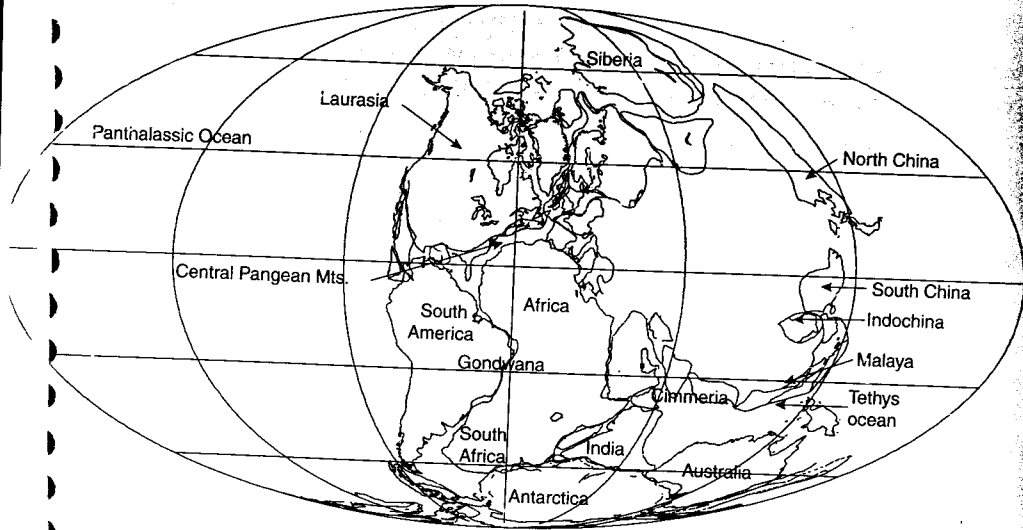 Siberia
Laurasia
Panthalassic Ocean
North China
Central Pangean Mts.
South China
South
America
Africa
Indochina
Gondwana
Malaya
Cimmeria
Tethys
ocean
South
Africa
India
Australia
Antarctica